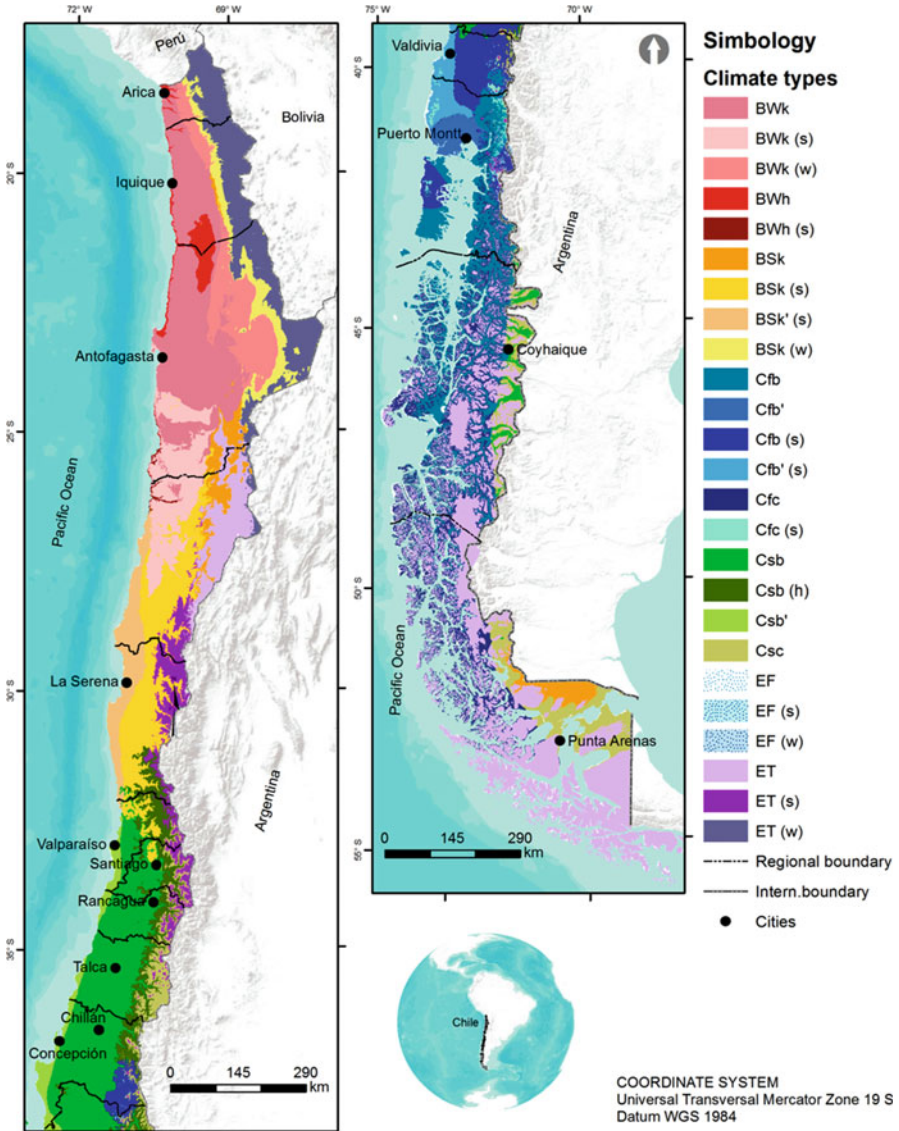 72° W
69° W
20° S
25° S
30° S
35° S
Perú
Bolivia
Arica
Iquique
Antofagasta
Pacific Ocean
La Serena
Argentina
Valparaíso
Santiago
Rancagua
Talca
Chillán
Concepción
0 145 290
km
75° W
70° W
40° S
45° S
50° S
55° S
Valdivia
Puerto Montt
Argentina
Coyhaique
Pacific Ocean
Punta Arenas
0 145 290
km
Simbology
Climate types
BWk
BWk (s)
BWk (w)
BWh
BWh (s)
BSk
BSk (s)
BSk' (s)
BSk (w)
Cfb
Cfb'
Cfb (s)
Cfb' (s)
Cfc
Cfc (s)
Csb
Csb (h)
Csb'
Csc
EF
EF (s)
EF (w)
ET
ET (s)
ET (w)
Regional boundary
Intern.boundary
Cities
Chile
COORDINATE SYSTEM
Universal Transversal Mercator Zone 19 S
Datum WGS 1984